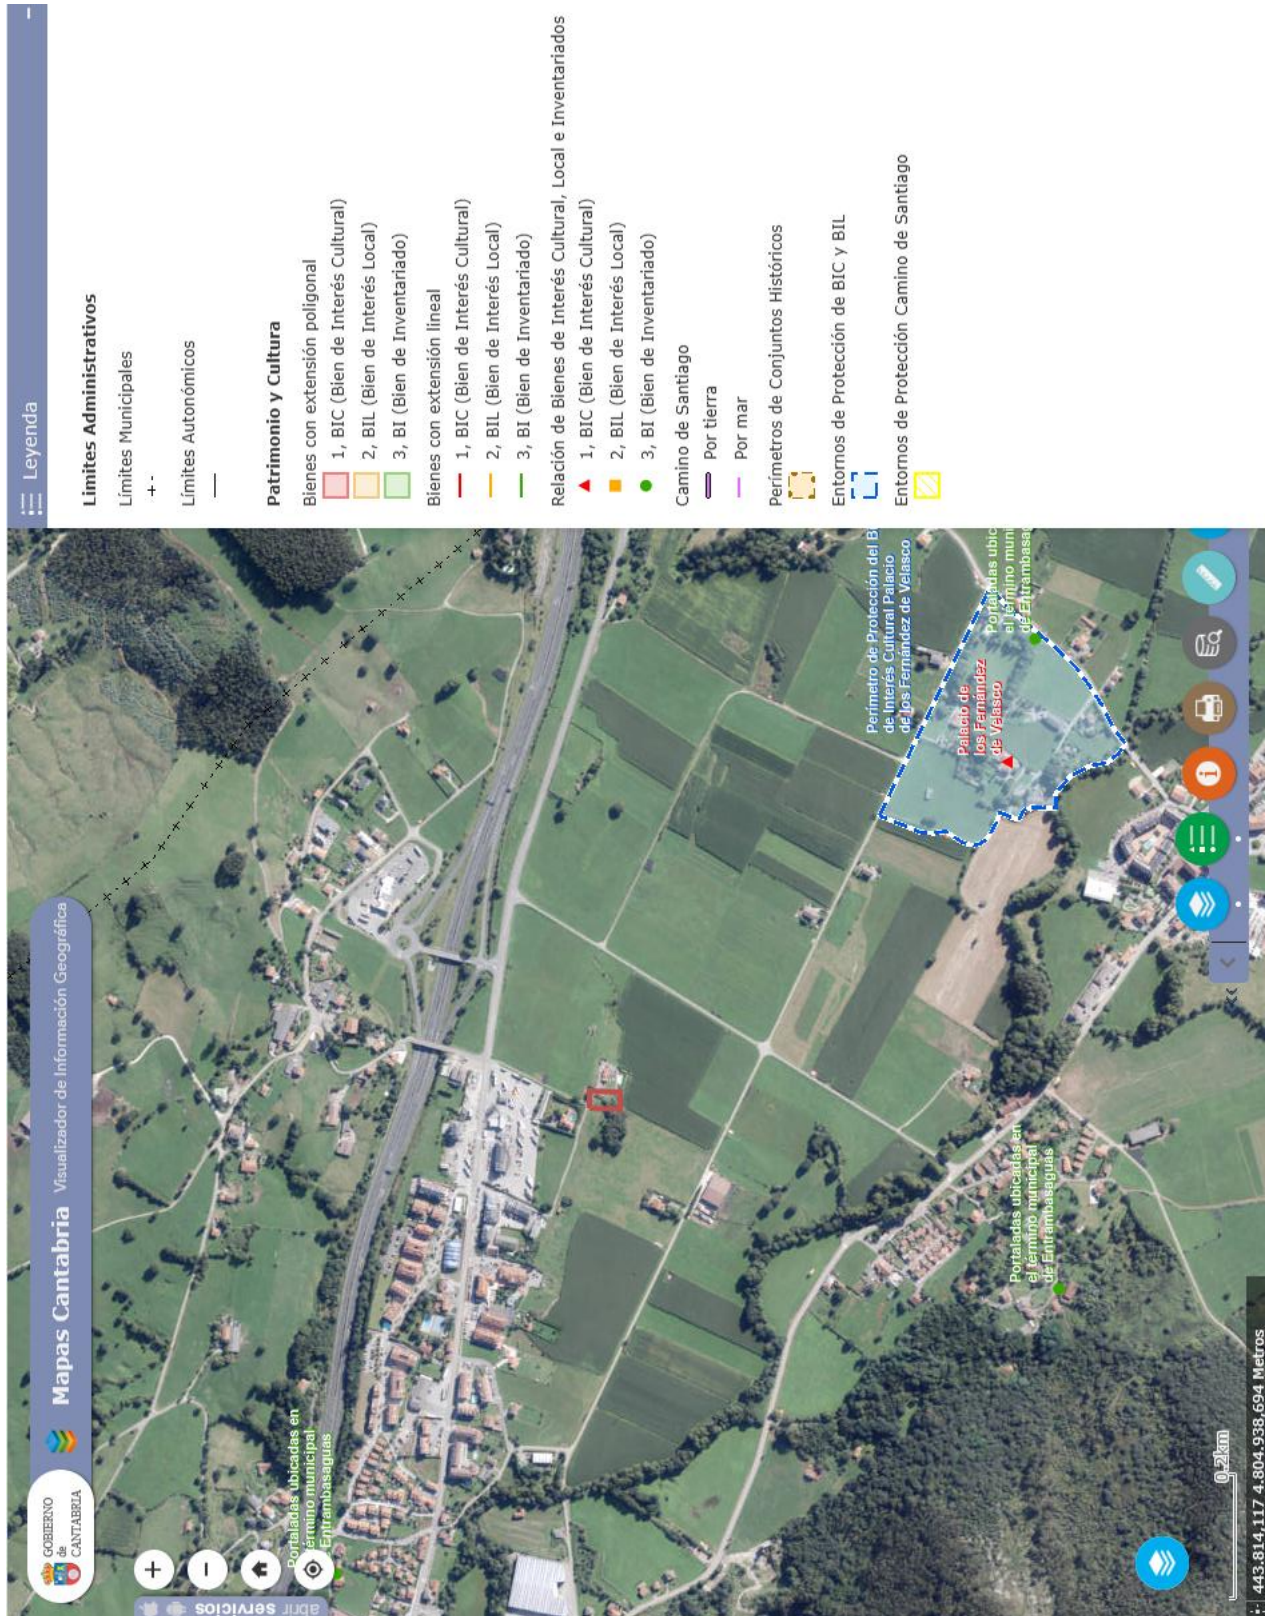 GOBIERNO
de
CANTABRIA
Mapas Cantabria Visualizador de Información Geográfica
abrir servicios
Portaladas ubicadas en
término municipal
Entrambasaguas
Perímetro de Protección del B
de Interés Cultural Palacio
de los Fernández de Velasco
Palacio de
los Fernández
de Velasco
Portaladas ubic
el término muni
de Entrambasag
Portaladas ubicadas en
el término municipal
de Entrambasaguas
0.2km
443.814,117 4.804.938,694 Metros
Leyenda
Límites Administrativos
Límites Municipales
Límites Autonómicos
Patrimonio y Cultura
Bienes con extensión poligonal
1, BIC (Bien de Interés Cultural)
2, BIL (Bien de Interés Local)
3, BI (Bien de Inventariado)
Bienes con extensión lineal
1, BIC (Bien de Interés Cultural)
2, BIL (Bien de Interés Local)
3, BI (Bien de Inventariado)
Relación de Bienes de Interés Cultural, Local e Inventariados
1, BIC (Bien de Interés Cultural)
2, BIL (Bien de Interés Local)
3, BI (Bien de Inventariado)
Camino de Santiago
Por tierra
Por mar
Perímetros de Conjuntos Históricos
Entornos de Protección de BIC y BIL
Entornos de Protección Camino de Santiago